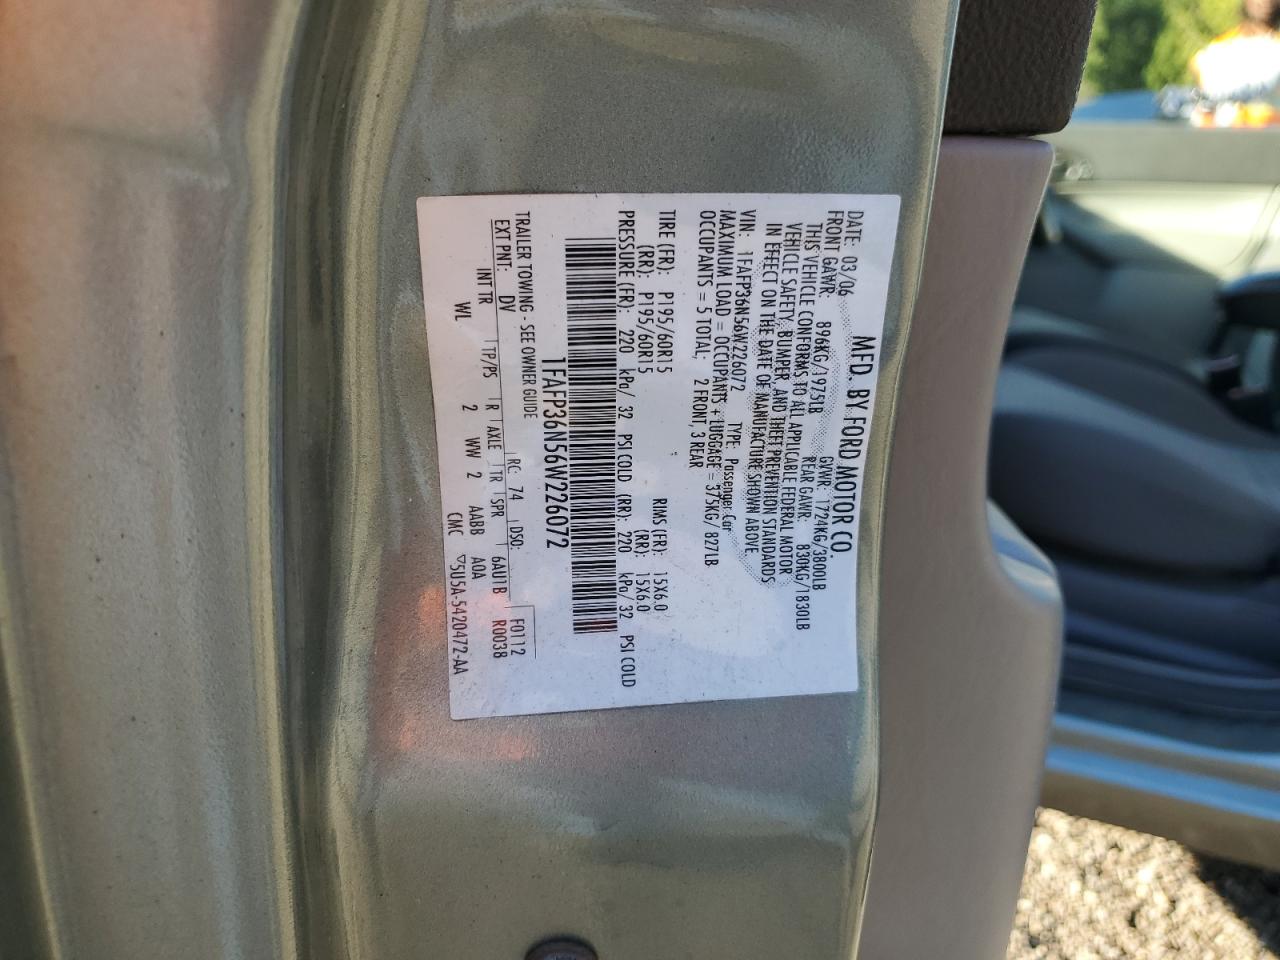 MFD. BY FORD MOTOR CO.
DATE: 03/06 GVWR: 1724KG/3800LB
FRONT GAWR: 896KG/1975LB REAR GAWR: 830KG/1830LB
THIS VEHICLE CONFORMS TO ALL APPLICABLE FEDERAL MOTOR
VEHICLE SAFETY, BUMPER, AND THEFT PREVENTION STANDARDS
IN EFFECT ON THE DATE OF MANUFACTURE SHOWN ABOVE.
VIN: 1FAFP36N56W226072 TYPE: Passenger Car
MAXIMUM LOAD = OCCUPANTS + LUGGAGE = 375KG/827LB
OCCUPANTS = 5 TOTAL; 2 FRONT, 3 REAR
TIRE (FR): P195/60R15 RIMS (FR): 15X6.0
(RR): P195/60R15 (RR): 15X6.0
PRESSURE (FR): 220 kPa/ 32 PSI COLD (RR): 220 kPa/ 32 PSI COLD
1FAFP36N56W226072
TRAILER TOWING - SEE OWNER GUIDE F0112
EXT PNT: DV RC: 74 DSO: R0038
INT TR TP/PS R AXLE TR SPR 6AU1B
WL 2 WW 2 AABB AOA
CMC ▽5U5A-5420472-AA